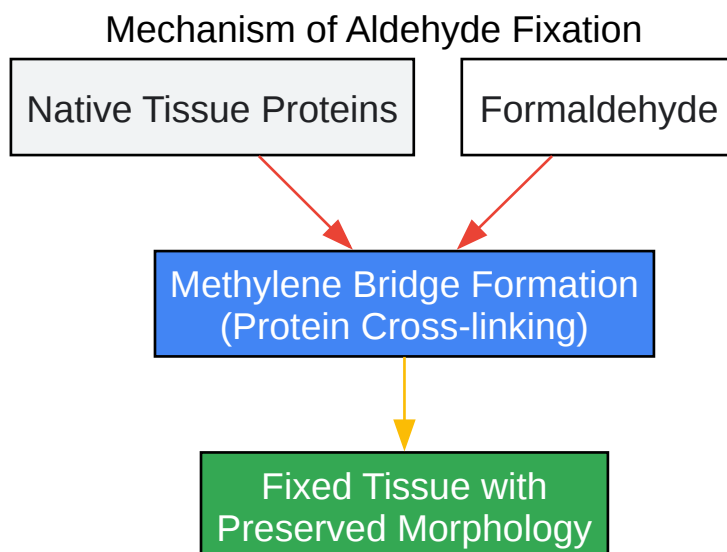 Mechanism of Aldehyde Fixation
Native Tissue Proteins
Formaldehyde
Methylene Bridge Formation
(Protein Cross-linking)
Fixed Tissue with
Preserved Morphology